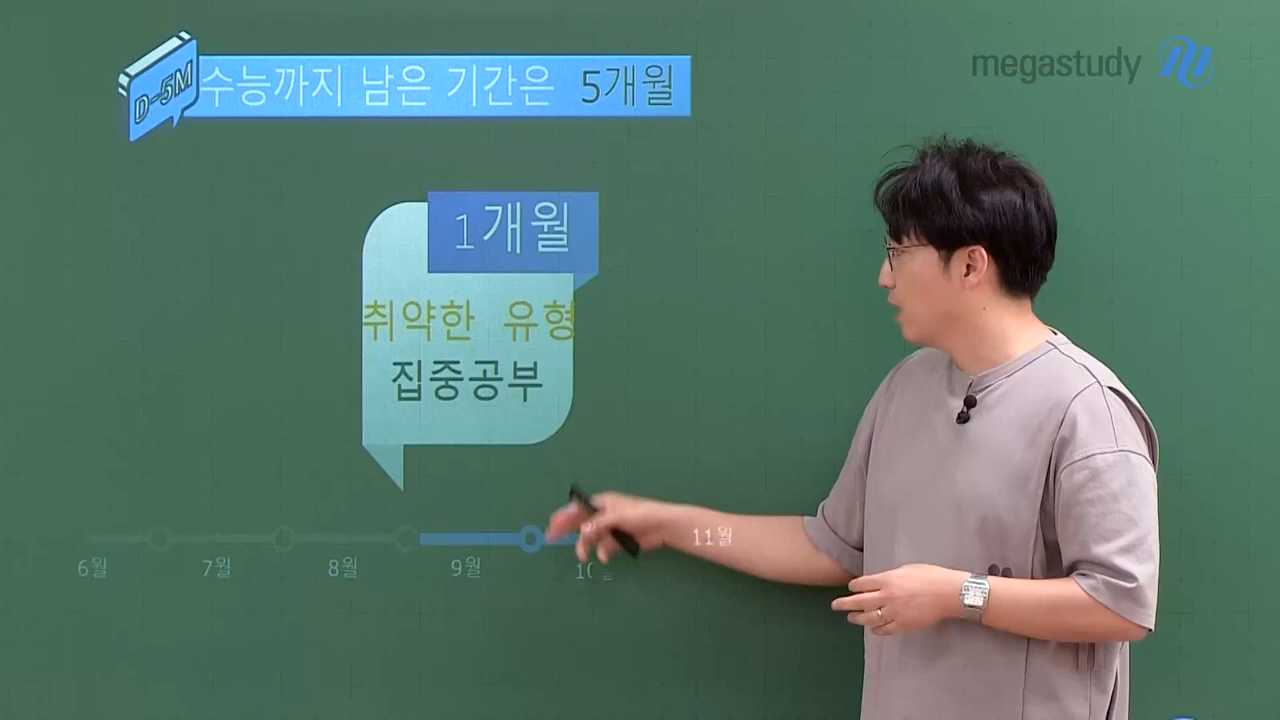 D-5M
수능까지 남은 기간은 5개월
megastudy
1개월
취약한 유형
집중공부
6월 7월 8월 9월 11월